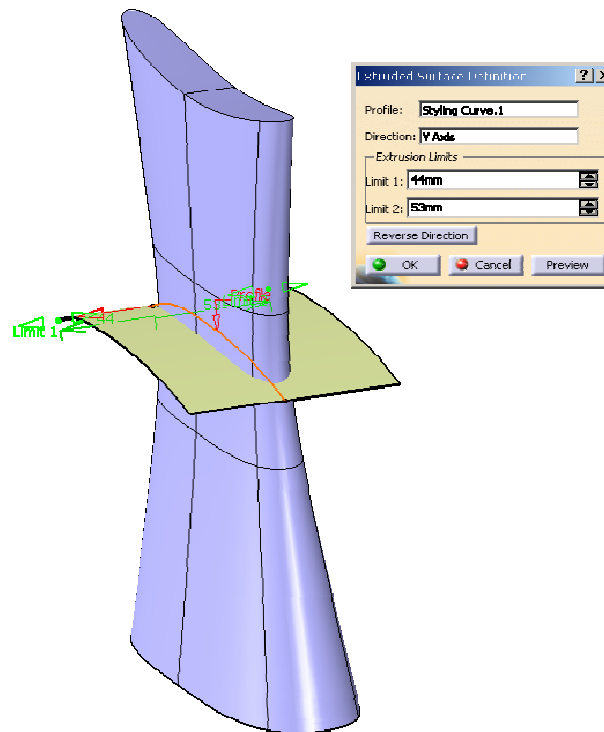 Extruded Surface Definition
?
Profile: Styling Curve.1
Direction: Y Axis
Extrusion Limits
Limit 1: 44mm
Limit 2: 53mm
Reverse Direction
OK Cancel Preview
Profile
Limit 1
44